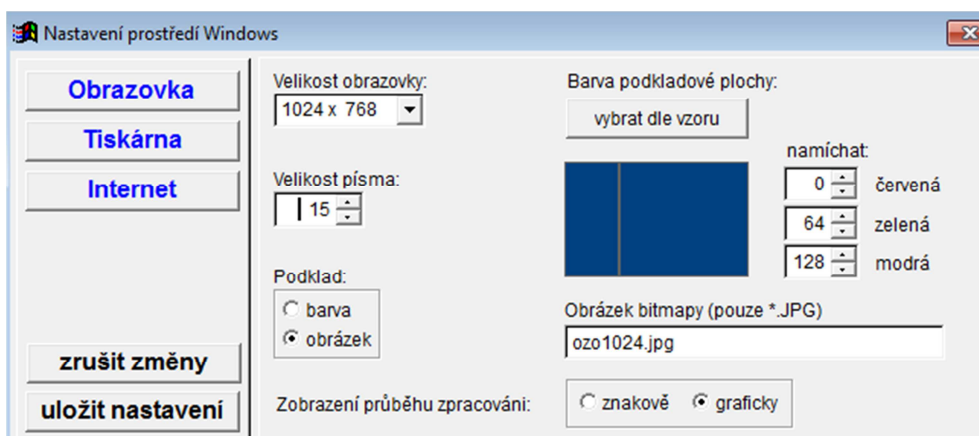 Nastavení prostředí Windows
Obrazovka
Tiskárna
Internet
zrušit změny
uložit nastavení
Velikost obrazovky:
1024 x 768
Velikost písma:
15
Podklad:
barva
obrázek
Barva podkladové plochy:
vybrat dle vzoru
namíchat:
0 červená
64 zelená
128 modrá
Obrázek bitmapy (pouze *.JPG)
ozo1024.jpg
Zobrazení průběhu zpracováni:
znakově graficky